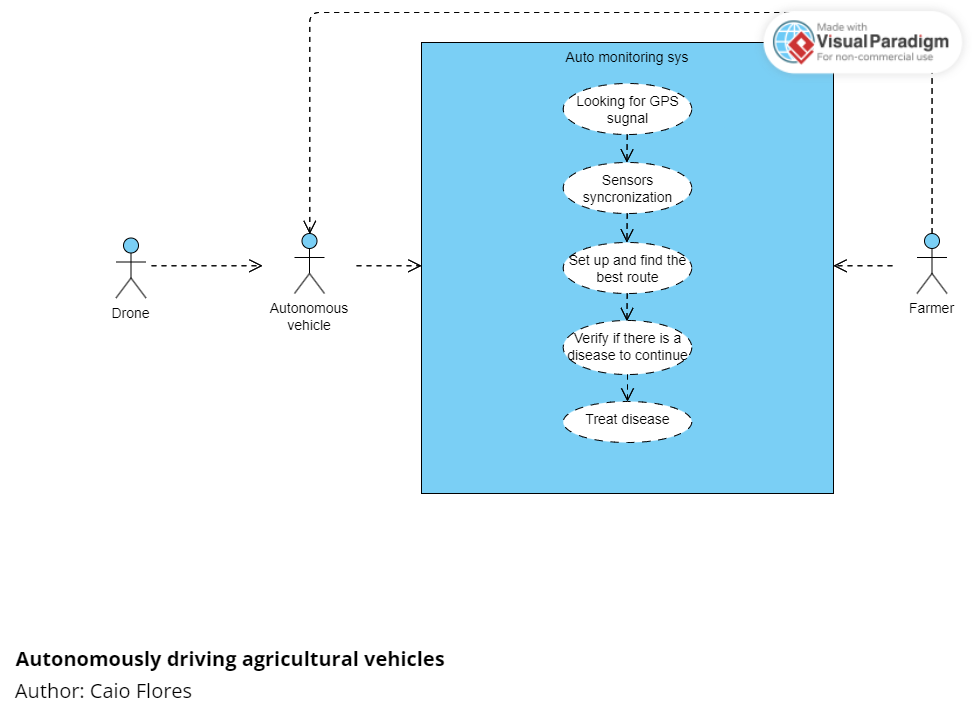 Made with
VisualParadigm
For non-commercial use
Auto monitoring sys
Looking for GPS
sugnal
Sensors
syncronization
Set up and find the
best route
Verify if there is a
disease to continue
Treat disease
Drone
Autonomous
vehicle
Farmer
Autonomously driving agricultural vehicles
Author: Caio Flores